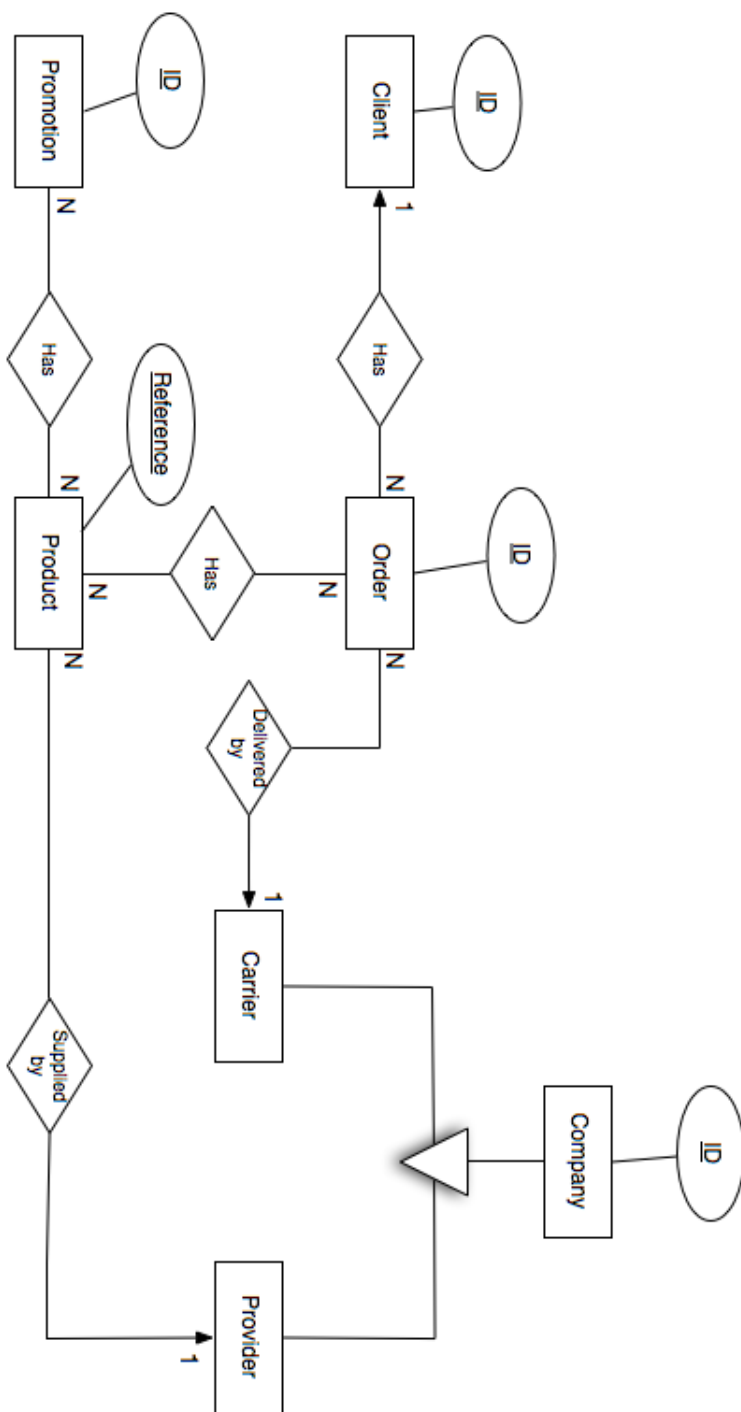 ID
Company
ID
ID
1
N
N
Client
Has
Order
N
1
Delivered
by
Carrier
Provider
Has
1
ID
Reference
N
N
N
N
Promotion
Has
Product
Supplied
by